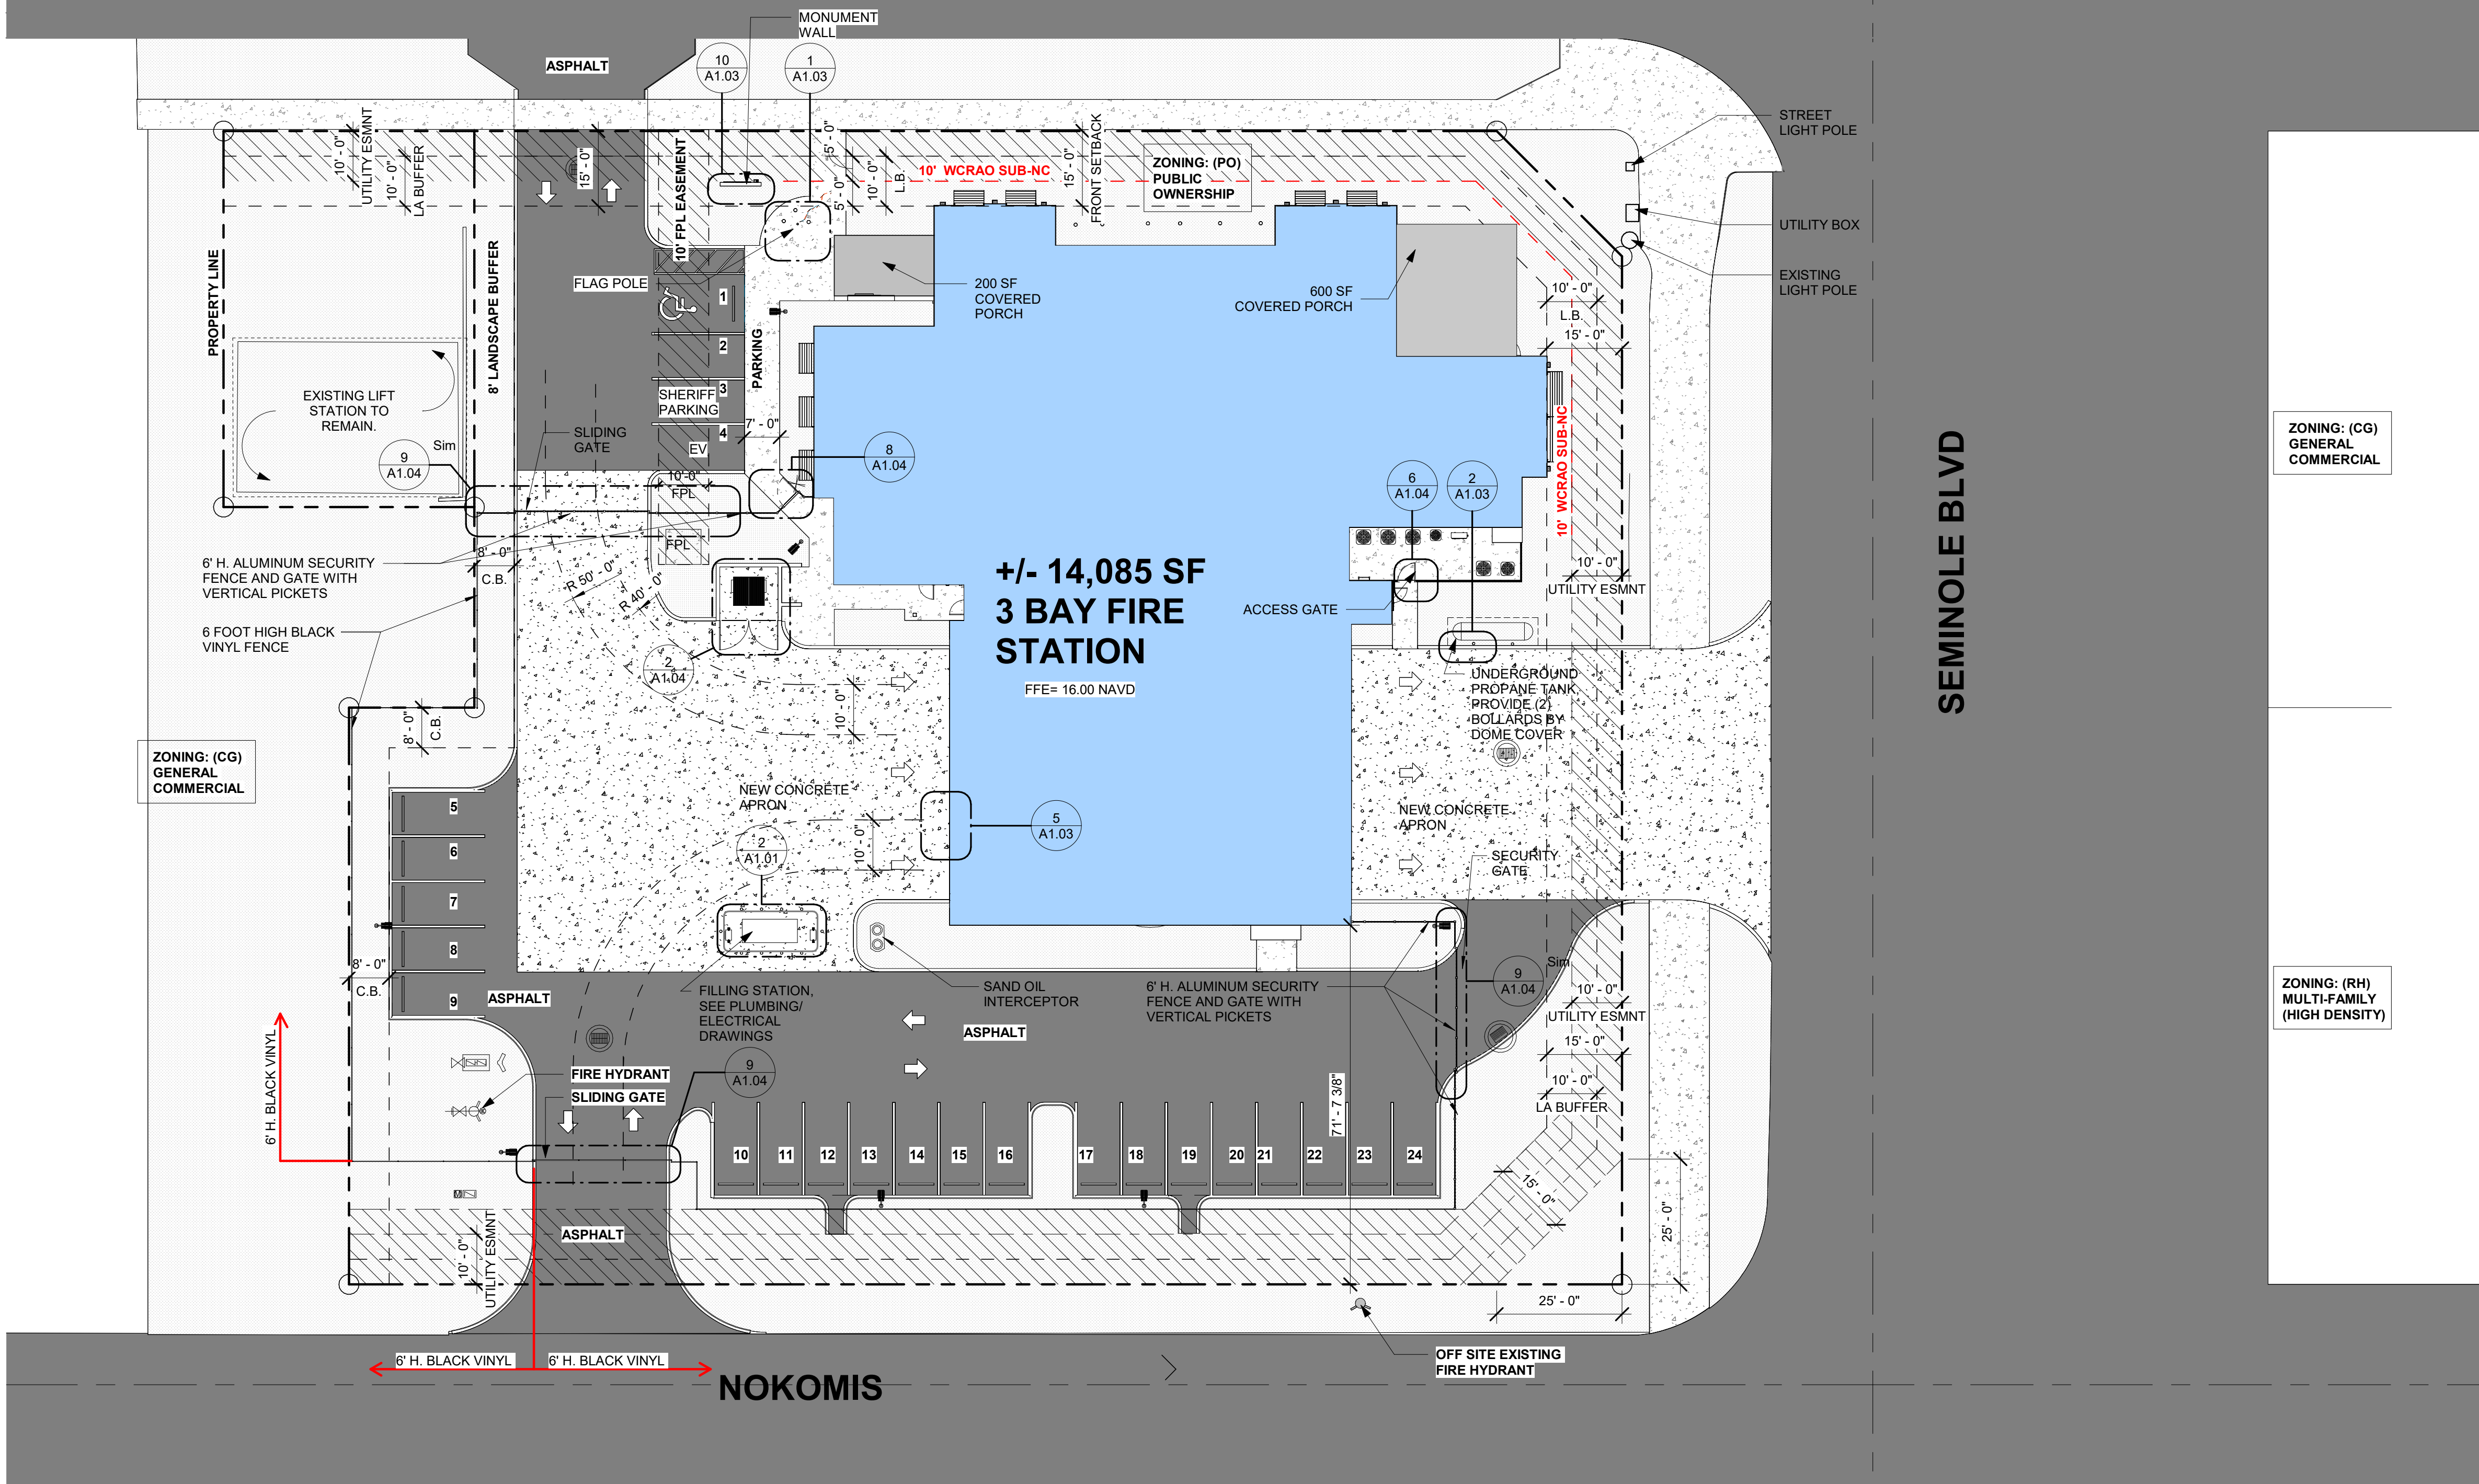 MONUMENT
WALL
ASPHALT
10
A1.03
1
A1.03
STREET
LIGHT POLE
UTILITY BOX
EXISTING
LIGHT POLE
10' - 0"
UTILITY ESMNT
10' - 0"
LA BUFFER
15' - 0"
10' FPL EASEMENT
5' - 0"
5' - 0"
10' - 0"
L.B.
10' WCRAO SUB-NC
15' - 0"
FRONT SETBACK
ZONING: (PO)
PUBLIC
OWNERSHIP
PROPERTY LINE
8' LANDSCAPE BUFFER
FLAG POLE
200 SF
COVERED
PORCH
600 SF
COVERED PORCH
10' - 0"
L.B.
15' - 0"
1
2
3
4
PARKING
SHERIFF
PARKING
EV
7' - 0"
EXISTING LIFT
STATION TO
REMAIN.
SLIDING
GATE
9
A1.04
Sim
8
A1.04
10'-0"
FPL
FPL
6
A1.04
2
A1.03
10' WCRAO SUB-NC
ZONING: (CG)
GENERAL
COMMERCIAL
SEMINOLE BLVD
6' H. ALUMINUM SECURITY
FENCE AND GATE WITH
VERTICAL PICKETS
8' - 0"
C.B.
R 50' - 0"
R 40' - 0"
+/- 14,085 SF
3 BAY FIRE
STATION
FFE= 16.00 NAVD
ACCESS GATE
10' - 0"
UTILITY ESMNT
6 FOOT HIGH BLACK
VINYL FENCE
2
A1.04
UNDERGROUND
PROPANE TANK.
PROVIDE (2)
BOLLARDS BY
DOME COVER
8' - 0"
C.B.
10' - 0"
ZONING: (CG)
GENERAL
COMMERCIAL
NEW CONCRETE
APRON
NEW CONCRETE
APRON
5
6
7
8
9
2
A1.01
10' - 0"
5
A1.03
SECURITY
GATE
8' - 0"
C.B.
ASPHALT
FILLING STATION,
SEE PLUMBING/
ELECTRICAL
DRAWINGS
SAND OIL
INTERCEPTOR
6' H. ALUMINUM SECURITY
FENCE AND GATE WITH
VERTICAL PICKETS
9
A1.04
Sim
10' - 0"
UTILITY ESMNT
15' - 0"
10' - 0"
LA BUFFER
ZONING: (RH)
MULTI-FAMILY
(HIGH DENSITY)
ASPHALT
6' H. BLACK VINYL
FIRE HYDRANT
SLIDING GATE
9
A1.04
71' - 7 3/8"
10
11
12
13
14
15
16
17
18
19
20
21
22
23
24
M
15' - 0"
25' - 0"
10' - 0"
UTILITY ESMNT
ASPHALT
25' - 0"
6' H. BLACK VINYL
6' H. BLACK VINYL
NOKOMIS
OFF SITE EXISTING
FIRE HYDRANT